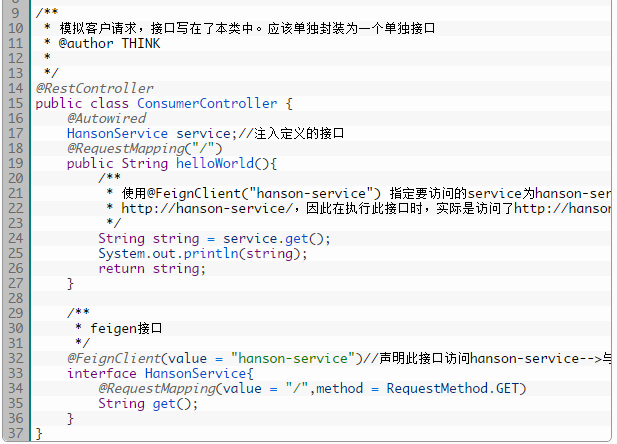 9 /**
10 * 模拟客户请求，接口写在了本类中。应该单独封装为一个单独接口
11 * @author THINK
12 *
13 */
14 @RestController
15 public class ConsumerController {
16 @Autowired
17 HansonService service;//注入定义的接口
18 @RequestMapping("/")
19 public String helloWorld(){
20 /**
21 * 使用@FeignClient("hanson-service") 指定要访问的service为hanson-ser
22 * http://hanson-service/，因此在执行此接口时，实际是访问了http://hanson
23 */
24 String string = service.get();
25 System.out.println(string);
26 return string;
27 }
28
29 /**
30 * feigen接口
31 */
32 @FeignClient(value = "hanson-service")//声明此接口访问hanson-service-->与
33 interface HansonService{
34 @RequestMapping(value = "/",method = RequestMethod.GET)
35 String get();
36 }
37 }